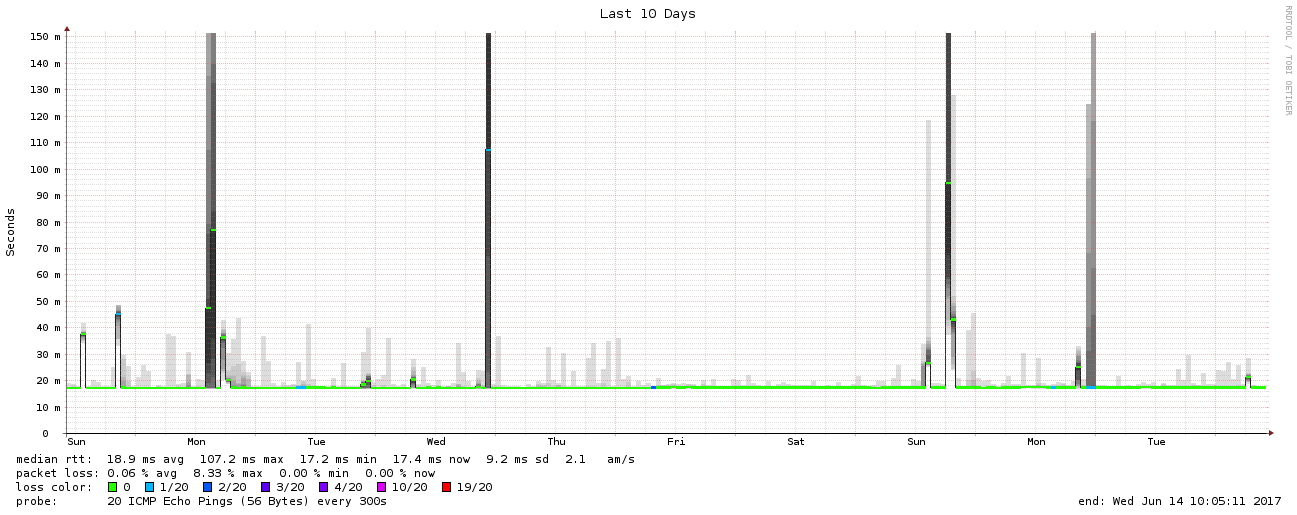 Last 10 Days
RRDTOOL / TOBI OETIKER
Seconds
150 m
140 m
130 m
120 m
110 m
100 m
90 m
80 m
70 m
60 m
50 m
40 m
30 m
20 m
10 m
0
Sun Mon Tue Wed Thu Fri Sat Sun Mon Tue
median rtt: 18.9 ms avg 107.2 ms max 17.2 ms min 17.4 ms now 9.2 ms sd 2.1 am/s
packet loss: 0.06 % avg 8.33 % max 0.00 % min 0.00 % now
loss color: 0 1/20 2/20 3/20 4/20 10/20 19/20
probe: 20 ICMP Echo Pings (56 Bytes) every 300s end: Wed Jun 14 10:05:11 2017